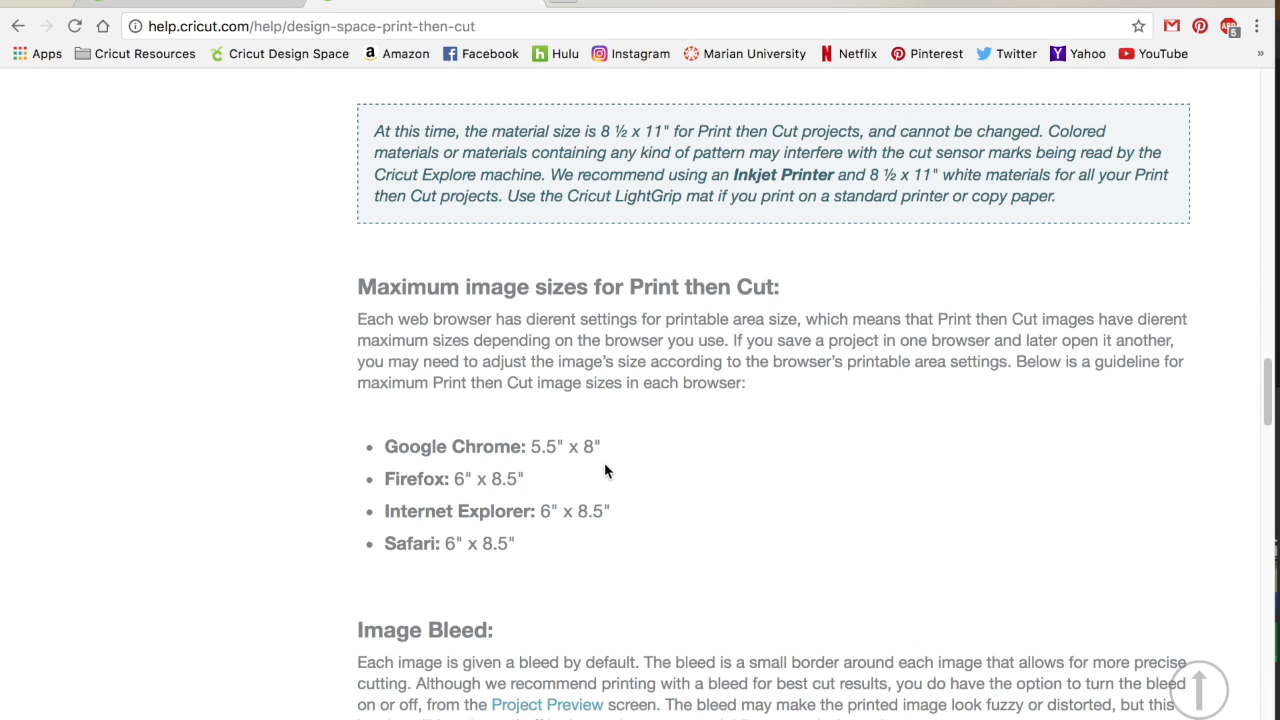 help.cricut.com/help/design-space-print-then-cut
5
Apps Cricut Resources Cricut Design Space Amazon Facebook Hulu Instagram Marian University Netflix Pinterest Twitter Yahoo YouTube »
At this time, the material size is 8 ½ x 11" for Print then Cut projects, and cannot be changed. Colored
materials or materials containing any kind of pattern may interfere with the cut sensor marks being read by the
Cricut Explore machine. We recommend using an Inkjet Printer and 8 ½ x 11" white materials for all your Print
then Cut projects. Use the Cricut LightGrip mat if you print on a standard printer or copy paper.
Maximum image sizes for Print then Cut:
Each web browser has dierent settings for printable area size, which means that Print then Cut images have dierent
maximum sizes depending on the browser you use. If you save a project in one browser and later open it another,
you may need to adjust the image’s size according to the browser’s printable area settings. Below is a guideline for
maximum Print then Cut image sizes in each browser:
• Google Chrome: 5.5" x 8"
• Firefox: 6" x 8.5"
• Internet Explorer: 6" x 8.5"
• Safari: 6" x 8.5"
Image Bleed:
Each image is given a bleed by default. The bleed is a small border around each image that allows for more precise
cutting. Although we recommend printing with a bleed for best cut results, you do have the option to turn the bleed
on or off, from the Project Preview screen. The bleed may make the printed image look fuzzy or distorted, but this